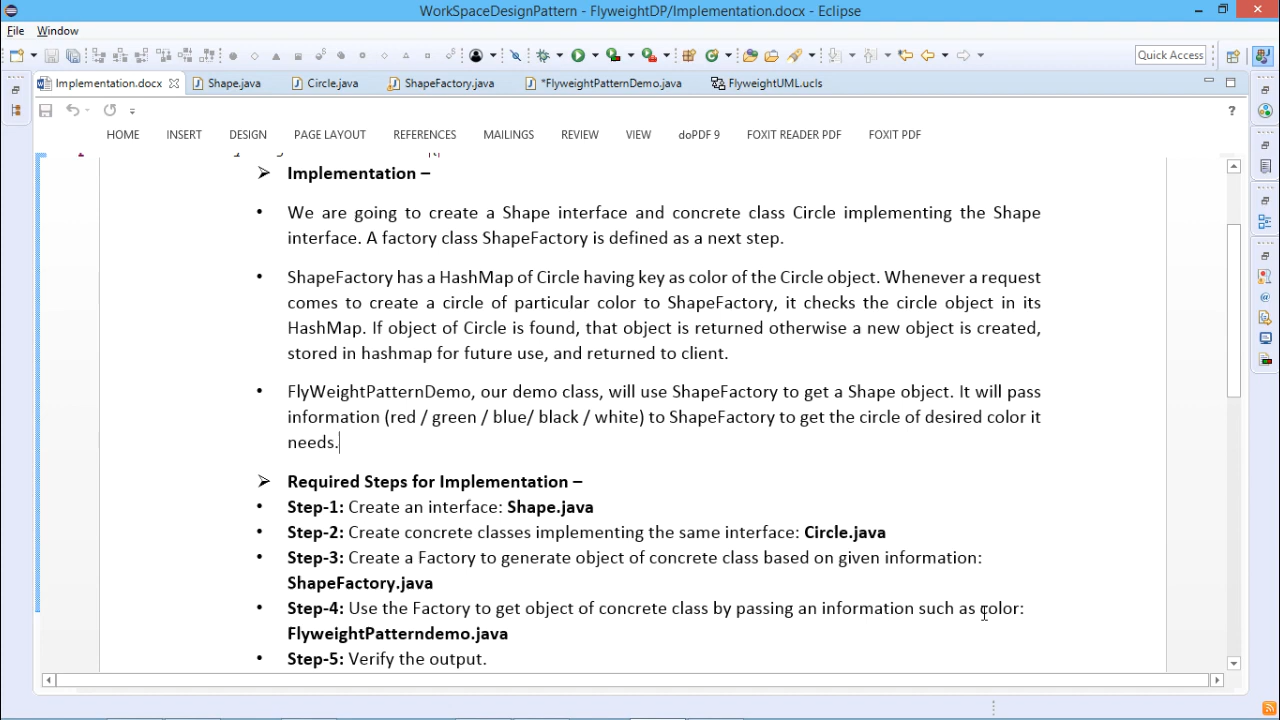 WorkSpaceDesignPattern - FlyweightDP/Implementation.docx - Eclipse
File Window
Quick Access
Implementation.docx Shape.java Circle.java ShapeFactory.java *FlyweightPatternDemo.java FlyweightUML.ucls
HOME INSERT DESIGN PAGE LAYOUT REFERENCES MAILINGS REVIEW VIEW doPDF 9 FOXIT READER PDF FOXIT PDF
➢ Implementation –
• We are going to create a Shape interface and concrete class Circle implementing the Shape
interface. A factory class ShapeFactory is defined as a next step.
• ShapeFactory has a HashMap of Circle having key as color of the Circle object. Whenever a request
comes to create a circle of particular color to ShapeFactory, it checks the circle object in its
HashMap. If object of Circle is found, that object is returned otherwise a new object is created,
stored in hashmap for future use, and returned to client.
• FlyWeightPatternDemo, our demo class, will use ShapeFactory to get a Shape object. It will pass
information (red / green / blue/ black / white) to ShapeFactory to get the circle of desired color it
needs.
➢ Required Steps for Implementation –
• Step-1: Create an interface: Shape.java
• Step-2: Create concrete classes implementing the same interface: Circle.java
• Step-3: Create a Factory to generate object of concrete class based on given information:
ShapeFactory.java
• Step-4: Use the Factory to get object of concrete class by passing an information such as color:
FlyweightPatterndemo.java
• Step-5: Verify the output.